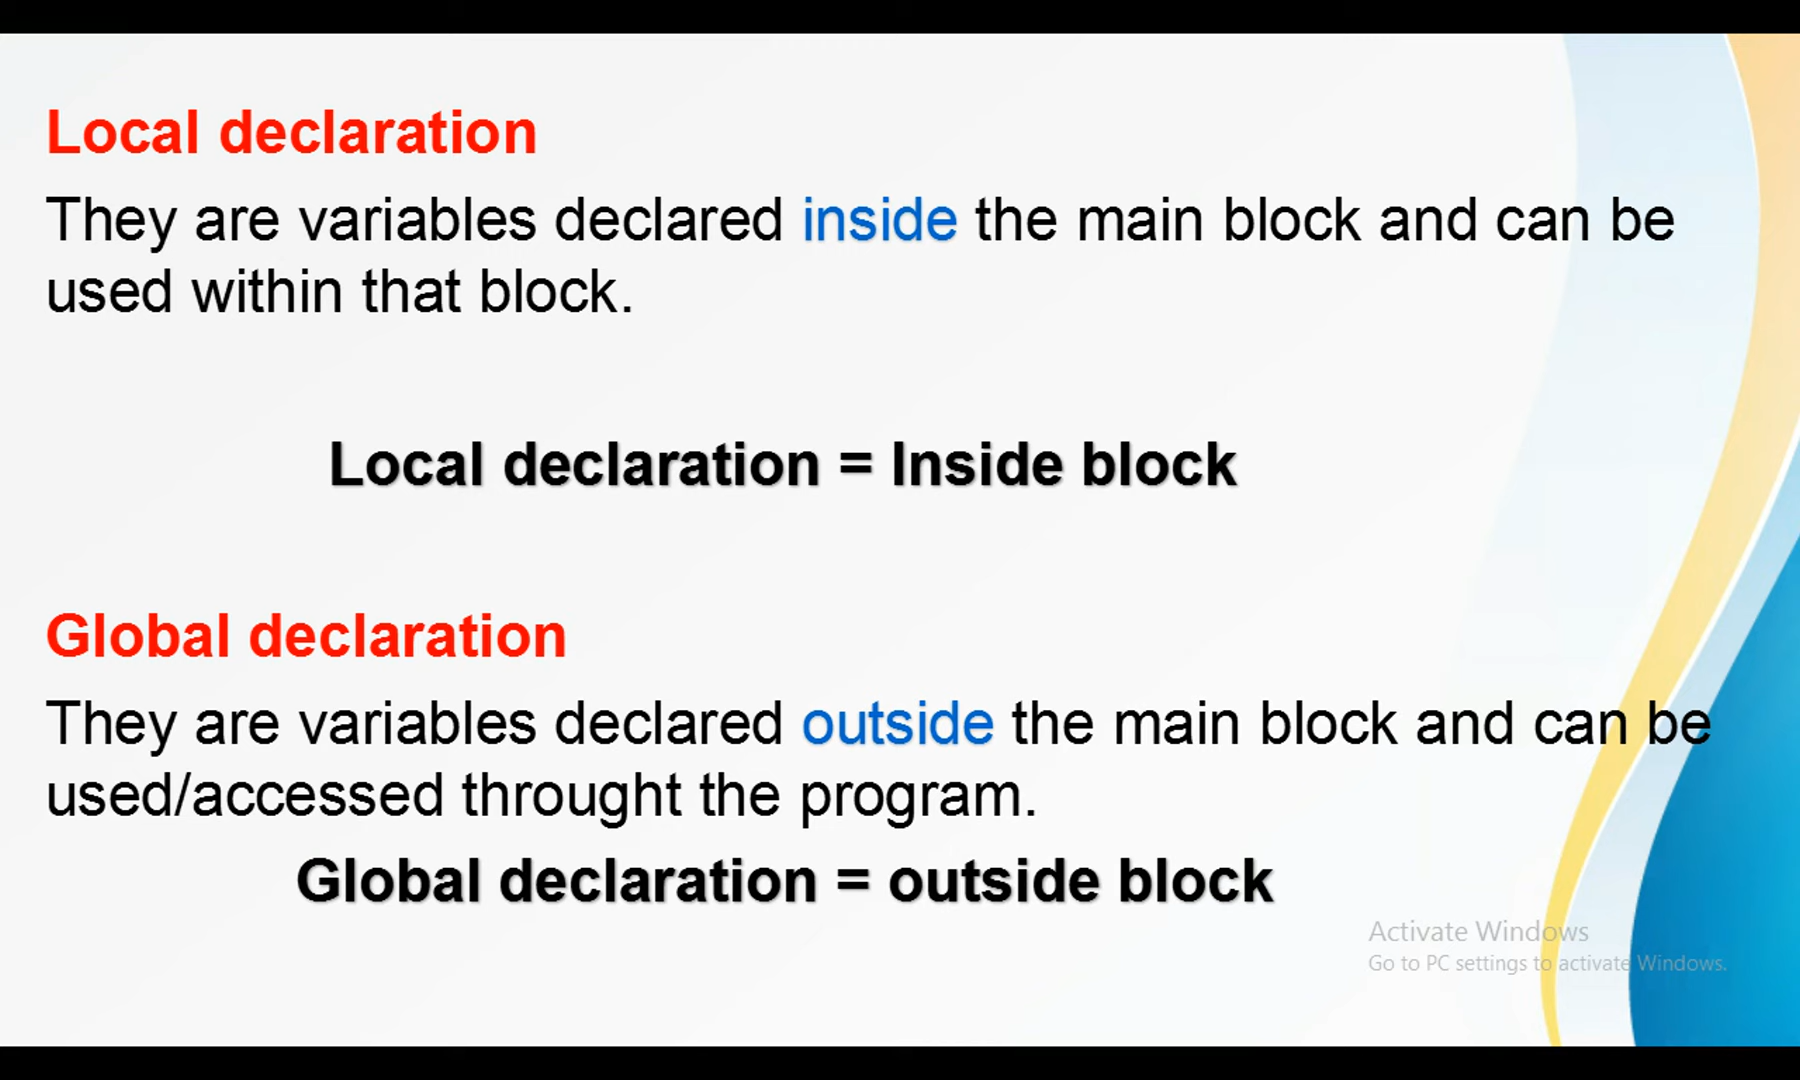 Local declaration
They are variables declared inside the main block and can be
used within that block.
Local declaration = Inside block
Global declaration
They are variables declared outside the main block and can be
used/accessed throught the program.
Global declaration = outside block
Activate Windows
Go to PC settings to activate Windows.